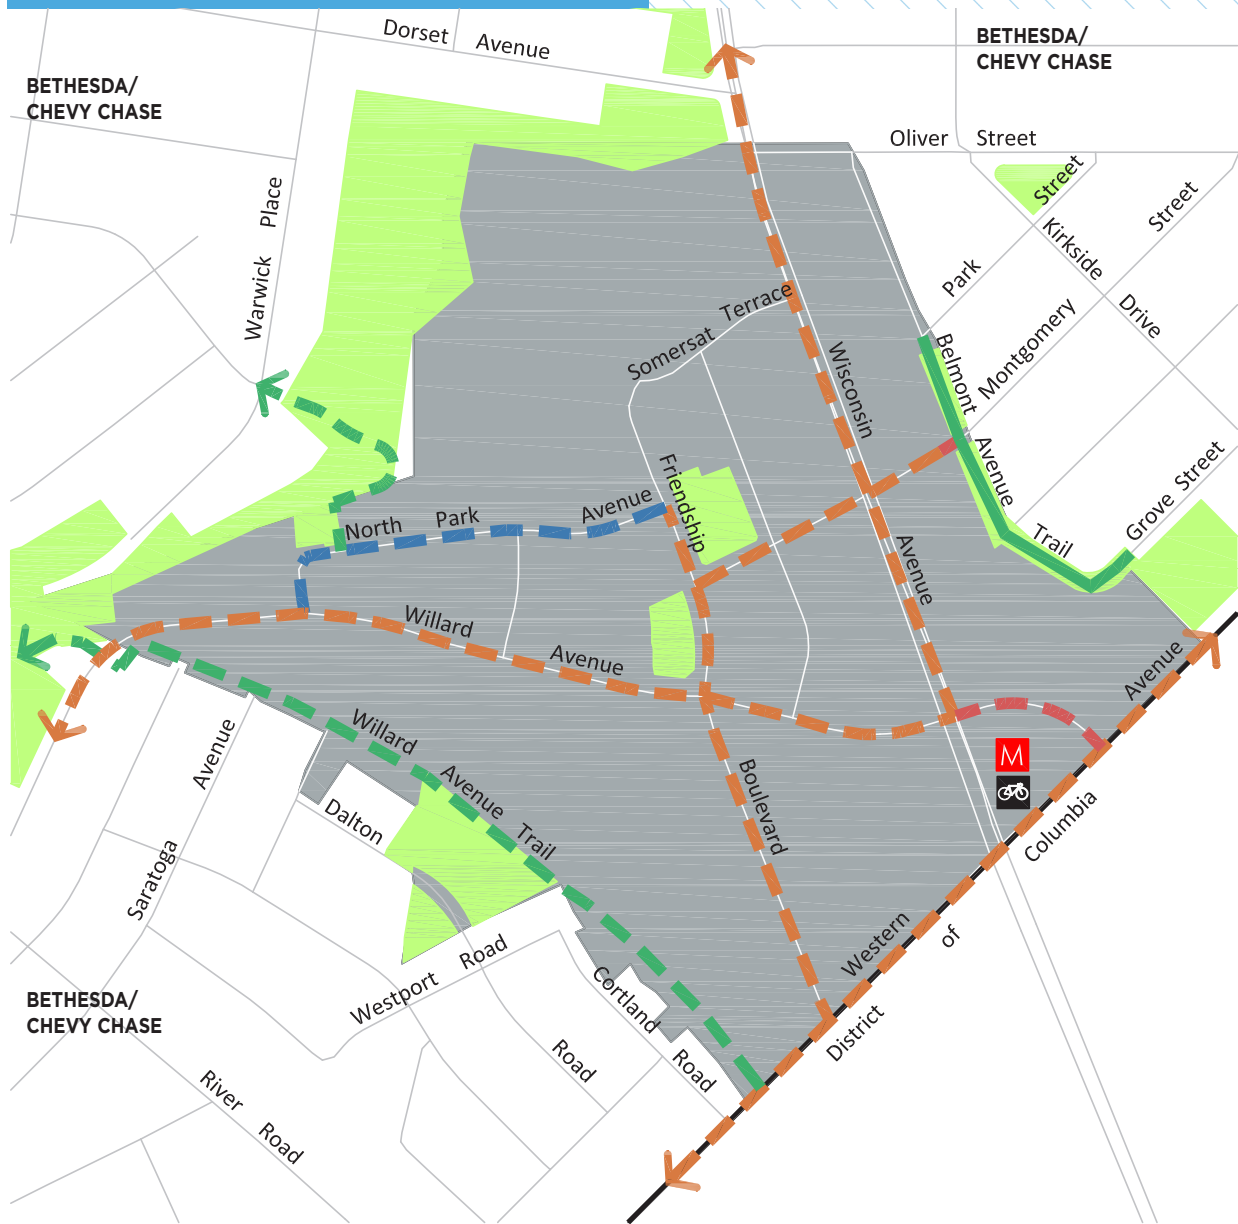 Dorset Avenue
BETHESDA/
CHEVY CHASE
BETHESDA/
CHEVY CHASE
Oliver Street
Warwick Place
Park Street
Kirkside Drive
Montgomery Street
Somersat Terrace
Wisconsin Avenue
Belmont Avenue Trail
Grove Street
Friendship Boulevard
North Park Avenue
Willard Avenue
Willard Avenue Trail
M
Saratoga Avenue
Dalton
Westport Road
Cortland Road
Road
Western Avenue
District of Columbia
BETHESDA/
CHEVY CHASE
River Road